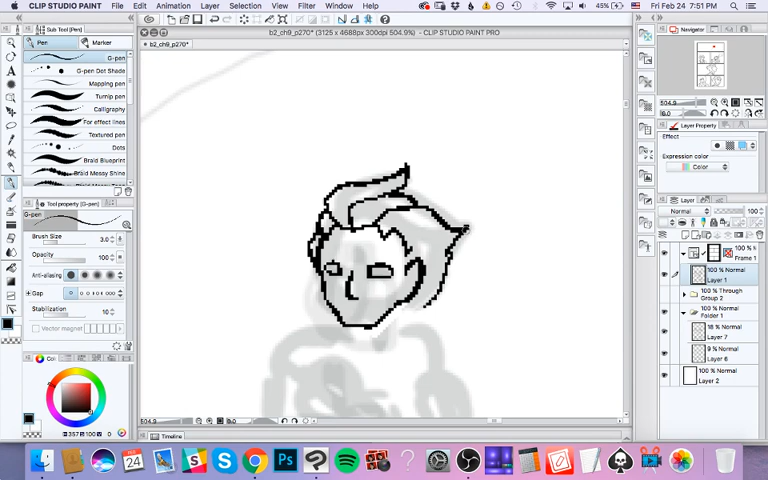 CLIP STUDIO PAINT File Edit Animation Layer Selection View Filter Window Help 45% Fri Feb 24 7:51 PM
b2_ch9_p270* (3125 x 4688px 300dpi 504.9%) - CLIP STUDIO PAINT PRO
Sub Tool [Pen]
Pen Marker
G-pen
G-pen Dot Shade
Mapping pen
Turnip pen
Calligraphy
For effect lines
Textured pen
Dots
Braid Blueprint
Braid Messy Shine
Tool property [G-pen]
G-pen
Brush Size 3.0
Opacity 100
Anti-aliasing
Gap
Stabilization 10
Vector magnet
b2_ch9_p270*
504.9
0.0
Timeline
Navigator
504.9
0.0
Layer Property
Effect
Expression color
Color
Layer
Normal 100
Frame 1
100 % Normal
Layer 1
100 % Through
Group 2
100 % Normal
Folder 1
18 % Normal
Layer 7
9 % Normal
Layer 6
100 % Normal
Layer 2
FRI
24